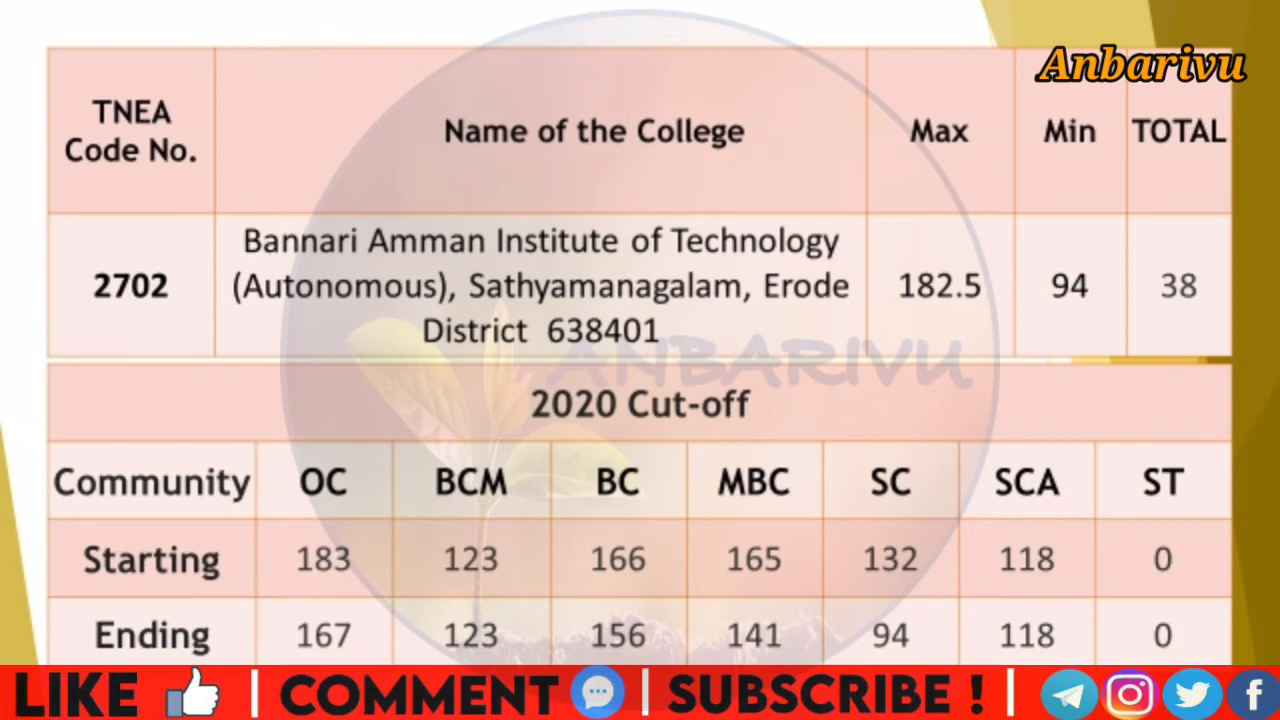 Anbarivu
TNEA
Code No.
Name of the College
Max
Min
TOTAL
2702
Bannari Amman Institute of Technology
(Autonomous), Sathyamanagalam, Erode
District 638401
182.5
94
38
ANBARIVU
2020 Cut-off
Community OC BCM BC MBC SC SCA ST
Starting 183 123 166 165 132 118 0
Ending 167 123 156 141 94 118 0
LIKE | COMMENT | SUBSCRIBE ! |